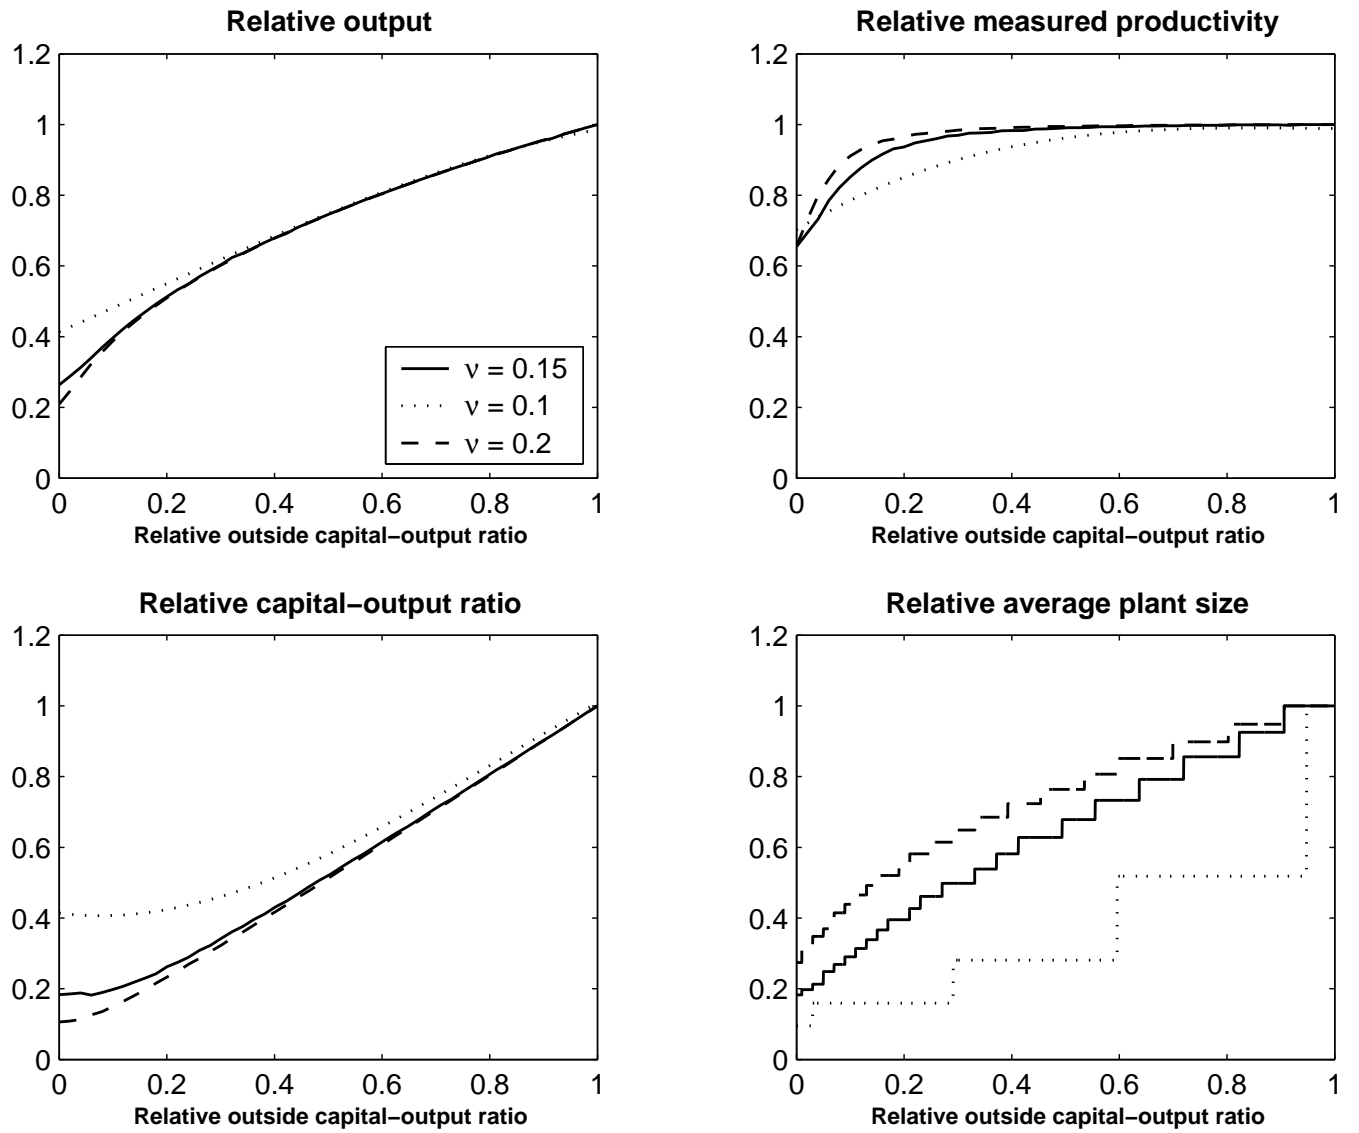 Relative output
1.2
1
0.8
0.6
0.4
0.2
0
ν = 0.15
ν = 0.1
ν = 0.2
0 0.2 0.4 0.6 0.8 1
Relative outside capital−output ratio
Relative measured productivity
1.2
1
0.8
0.6
0.4
0.2
0
0 0.2 0.4 0.6 0.8 1
Relative outside capital−output ratio
Relative capital−output ratio
1.2
1
0.8
0.6
0.4
0.2
0
0 0.2 0.4 0.6 0.8 1
Relative outside capital−output ratio
Relative average plant size
1.2
1
0.8
0.6
0.4
0.2
0
0 0.2 0.4 0.6 0.8 1
Relative outside capital−output ratio